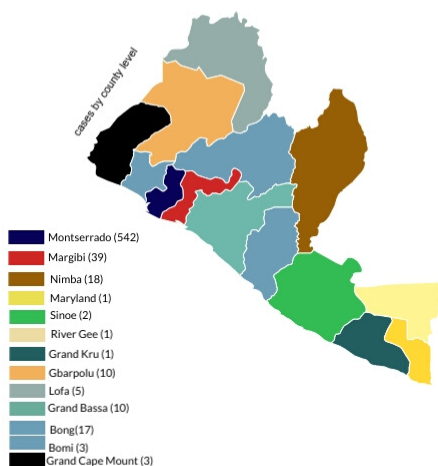 cases by county level
Montserrado (542)
Margibi (39)
Nimba (18)
Maryland (1)
Sinoe (2)
River Gee (1)
Grand Kru (1)
Gbarpolu (10)
Lofa (5)
Grand Bassa (10)
Bong(17)
Bomi (3)
Grand Cape Mount (3)